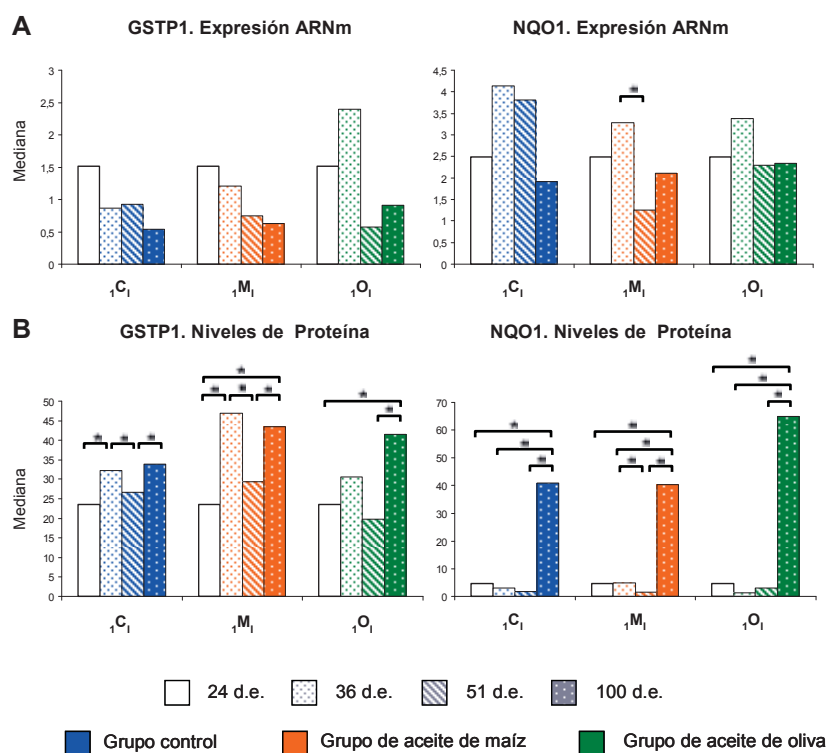 A
GSTP1. Expresión ARNm
NQO1. Expresión ARNm
Mediana
3
2,5
2
1,5
1
0,5
0
4,5
4
3,5
3
2,5
2
1,5
1
0,5
0
*
1CI
1MI
1OI
1CI
1MI
1OI
B
GSTP1. Niveles de Proteína
NQO1. Niveles de Proteína
Mediana
50
45
40
35
30
25
20
15
10
5
0
* * *
* * * *
* *
70
60
50
40
30
20
10
0
* * *
* * * *
* * *
1CI
1MI
1OI
1CI
1MI
1OI
24 d.e.
36 d.e.
51 d.e.
100 d.e.
Grupo control
Grupo de aceite de maíz
Grupo de aceite de oliva